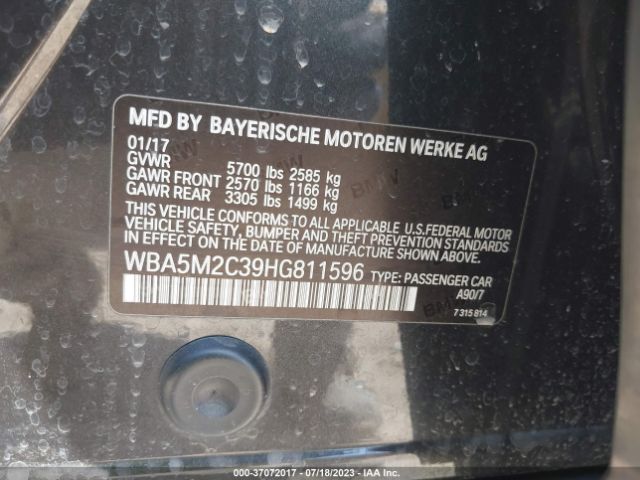 MFD BY BAYERISCHE MOTOREN WERKE AG
01/17
GVWR 5700 lbs 2585 kg
GAWR FRONT 2570 lbs 1166 kg
GAWR REAR 3305 lbs 1499 kg
THIS VEHICLE CONFORMS TO ALL APPLICABLE U.S.FEDERAL MOTOR
VEHICLE SAFETY, BUMPER AND THEFT PREVENTION STANDARDS
IN EFFECT ON THE DATE OF MANUFACTURE SHOWN ABOVE.
WBA5M2C39HG811596 TYPE: PASSENGER CAR
A90/7
7315814
000-37072017 - 07/18/2023 - IAA Inc.